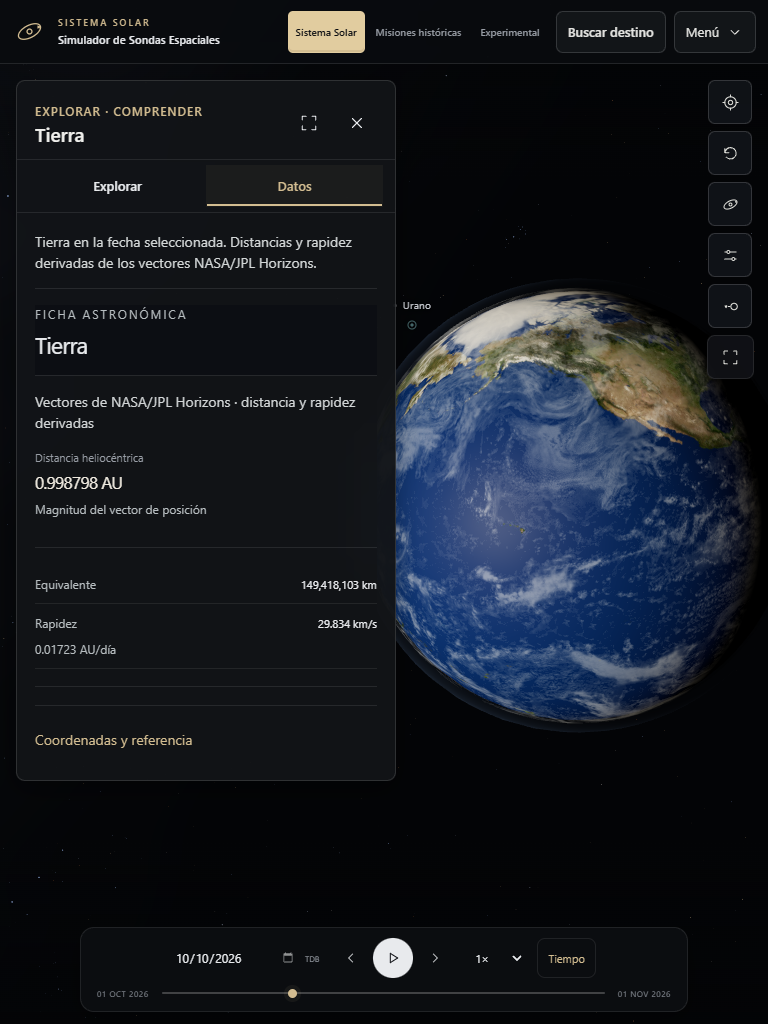 SISTEMA SOLAR
Simulador de Sondas Espaciales
Sistema Solar
Misiones históricas
Experimental
Buscar destino
Menú
EXPLORAR · COMPRENDER
Tierra
Explorar
Datos
Tierra en la fecha seleccionada. Distancias y rapidez
derivadas de los vectores NASA/JPL Horizons.
FICHA ASTRONÓMICA
Tierra
Vectores de NASA/JPL Horizons · distancia y rapidez
derivadas
Distancia heliocéntrica
0.998798 AU
Magnitud del vector de posición
Equivalente 149,418,103 km
Rapidez 29.834 km/s
0.01723 AU/día
Coordenadas y referencia
Urano
10/10/2026
TDB
1×
Tiempo
01 OCT 2026
01 NOV 2026